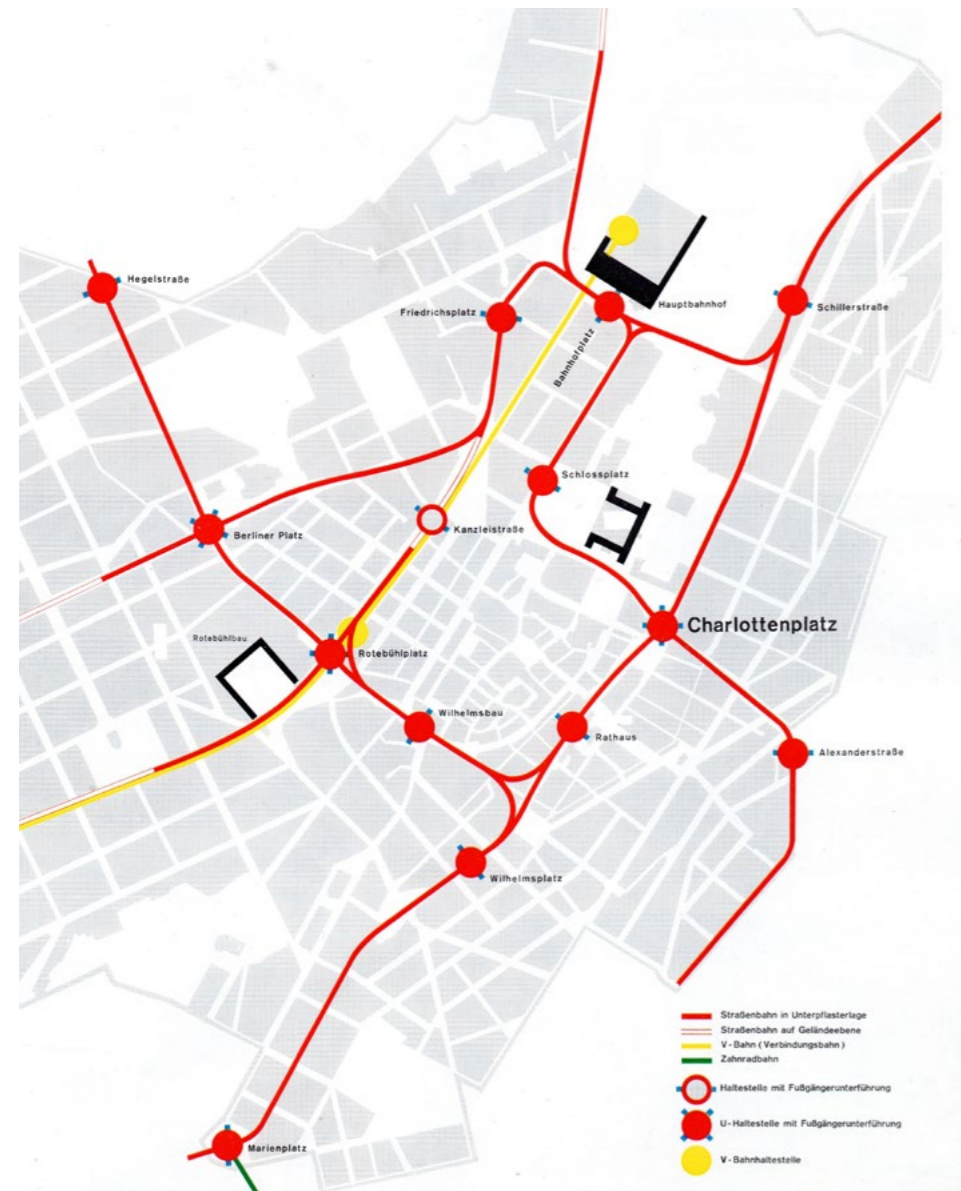 Hegelstraße
Friedrichsplatz
Hauptbahnhof
Schillerstraße
Bahnhofplatz
Schlossplatz
Berliner Platz
Kanzleistraße
Charlottenplatz
Rotebühlbau
Rotebühlplatz
Wilhelmsbau
Rathaus
Alexanderstraße
Wilhelmsplatz
Marienplatz
Straßenbahn in Unterpflasterlage
Straßenbahn auf Geländeebene
V-Bahn (Verbindungsbahn)
Zahnradbahn
Haltestelle mit Fußgängerunterführung
U-Haltestelle mit Fußgängerunterführung
V-Bahnhaltestelle